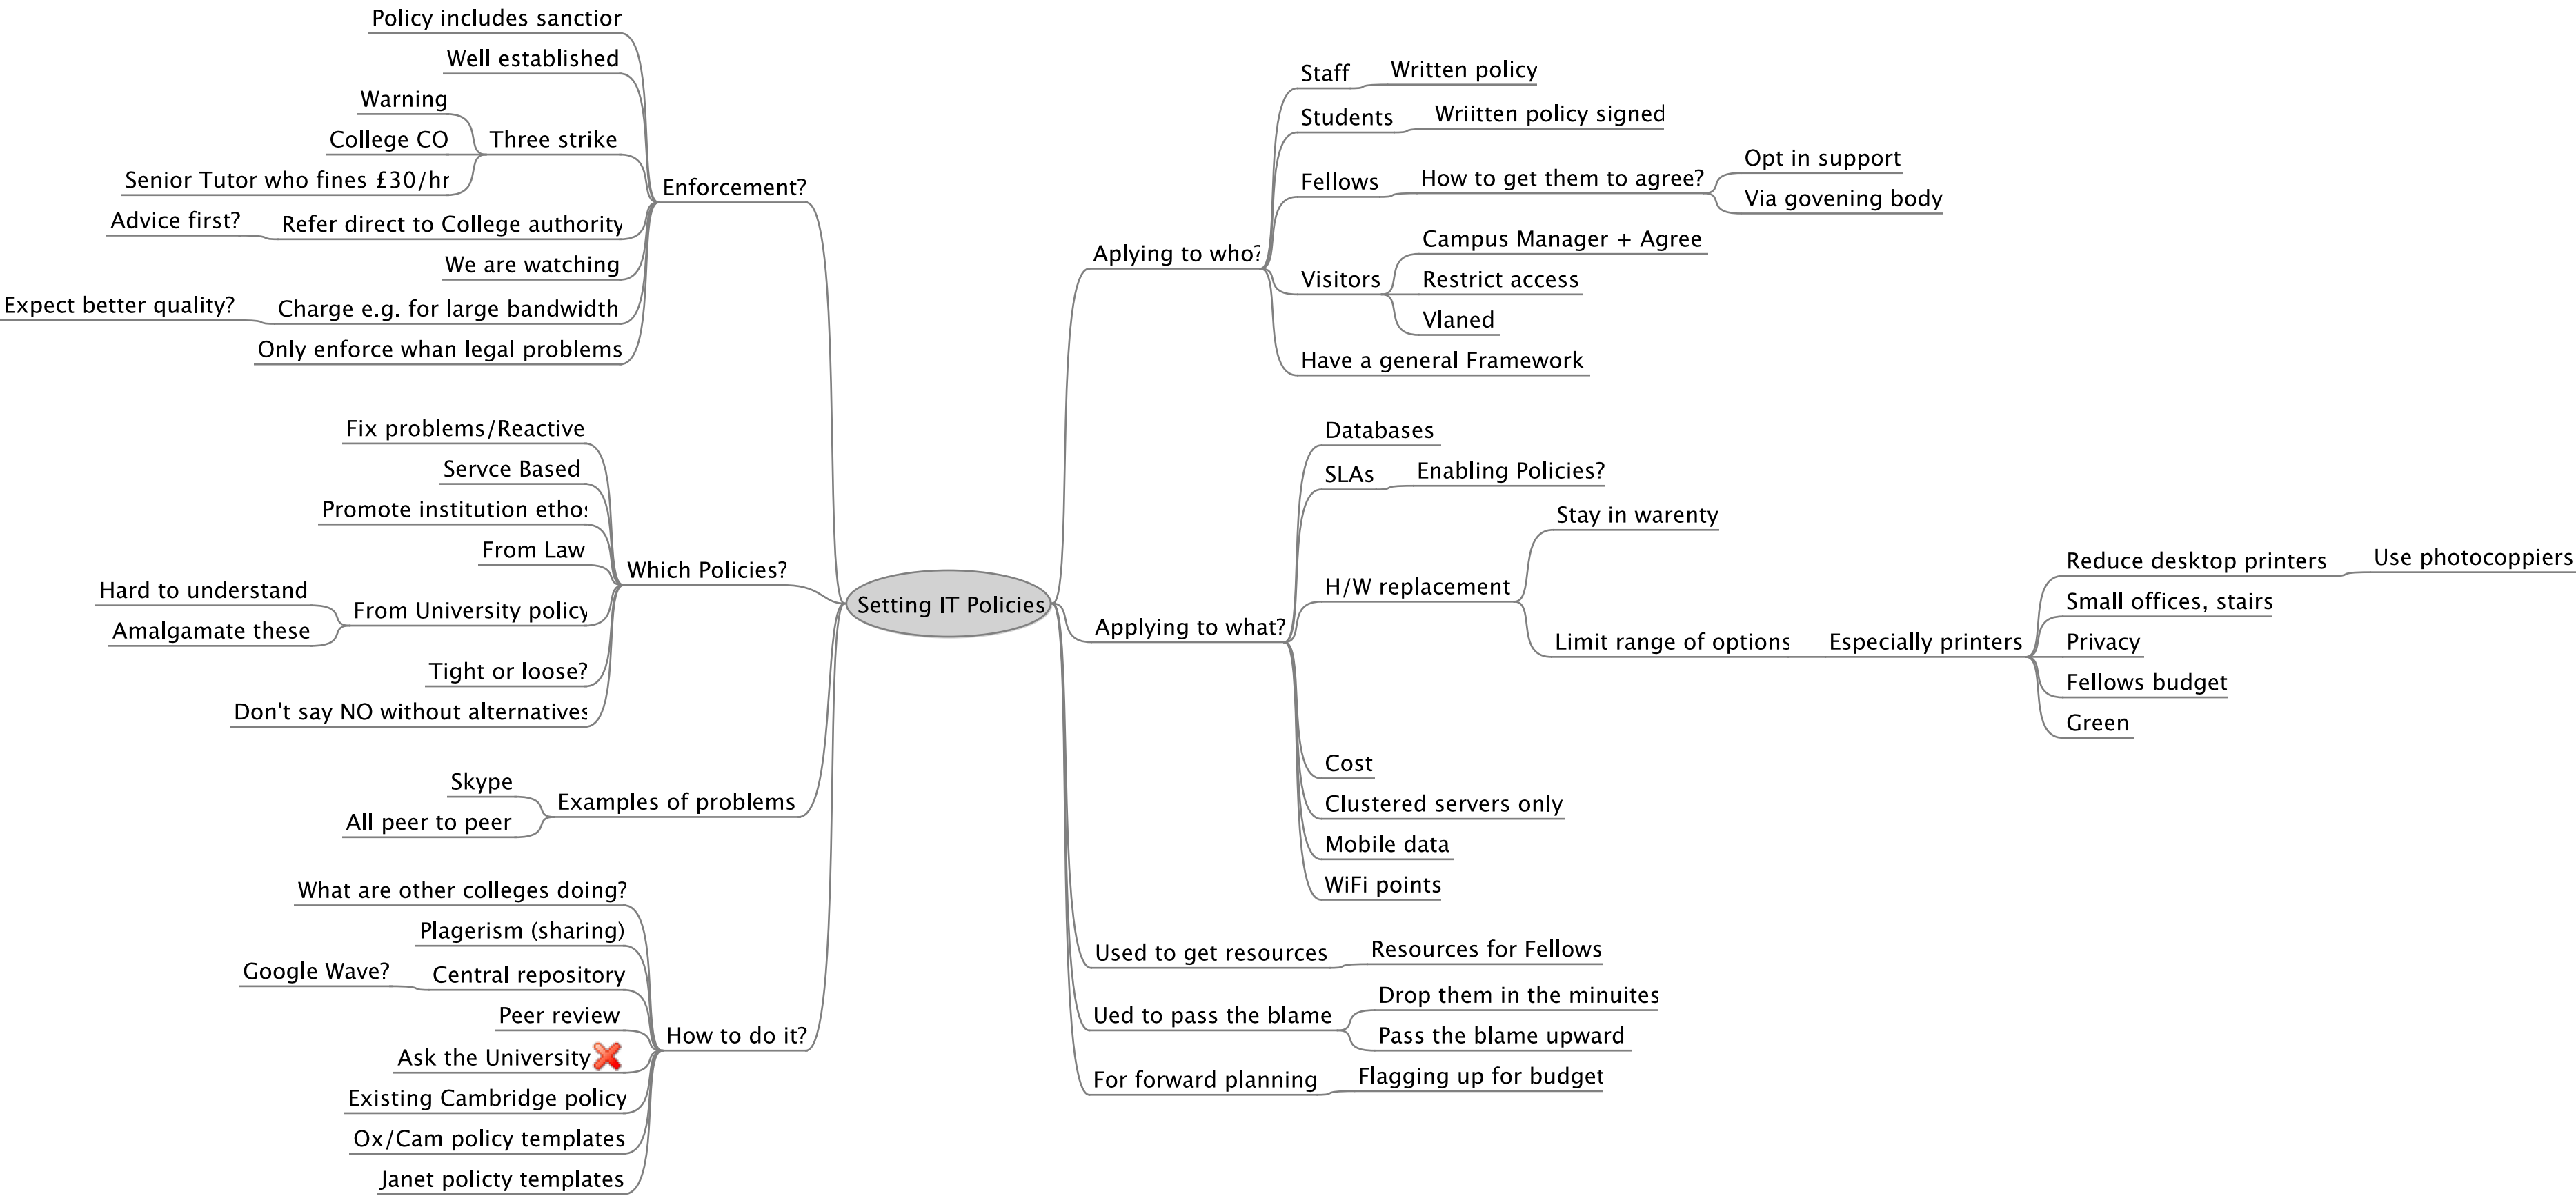 Setting IT Policies
Enforcement?
Policy includes sanction
Well established
Three strike
Warning
College CO
Senior Tutor who fines £30/hr
Refer direct to College authority
Advice first?
We are watching
Charge e.g. for large bandwidth
Expect better quality?
Only enforce whan legal problems
Which Policies?
Fix problems/Reactive
Servce Based
Promote institution ethos
From Law
From University policy
Hard to understand
Amalgamate these
Tight or loose?
Don't say NO without alternatives
Examples of problems
Skype
All peer to peer
How to do it?
What are other colleges doing?
Plagerism (sharing)
Central repository
Google Wave?
Peer review
Ask the University
Existing Cambridge policy
Ox/Cam policy templates
Janet policty templates
Aplying to who?
Staff
Written policy
Students
Wriitten policy signed
Fellows
How to get them to agree?
Opt in support
Via govening body
Visitors
Campus Manager + Agree
Restrict access
Vlaned
Have a general Framework
Applying to what?
Databases
SLAs
Enabling Policies?
H/W replacement
Stay in warenty
Limit range of options
Especially printers
Reduce desktop printers
Use photocoppiers
Small offices, stairs
Privacy
Fellows budget
Green
Cost
Clustered servers only
Mobile data
WiFi points
Used to get resources
Resources for Fellows
Ued to pass the blame
Drop them in the minuites
Pass the blame upward
For forward planning
Flagging up for budget